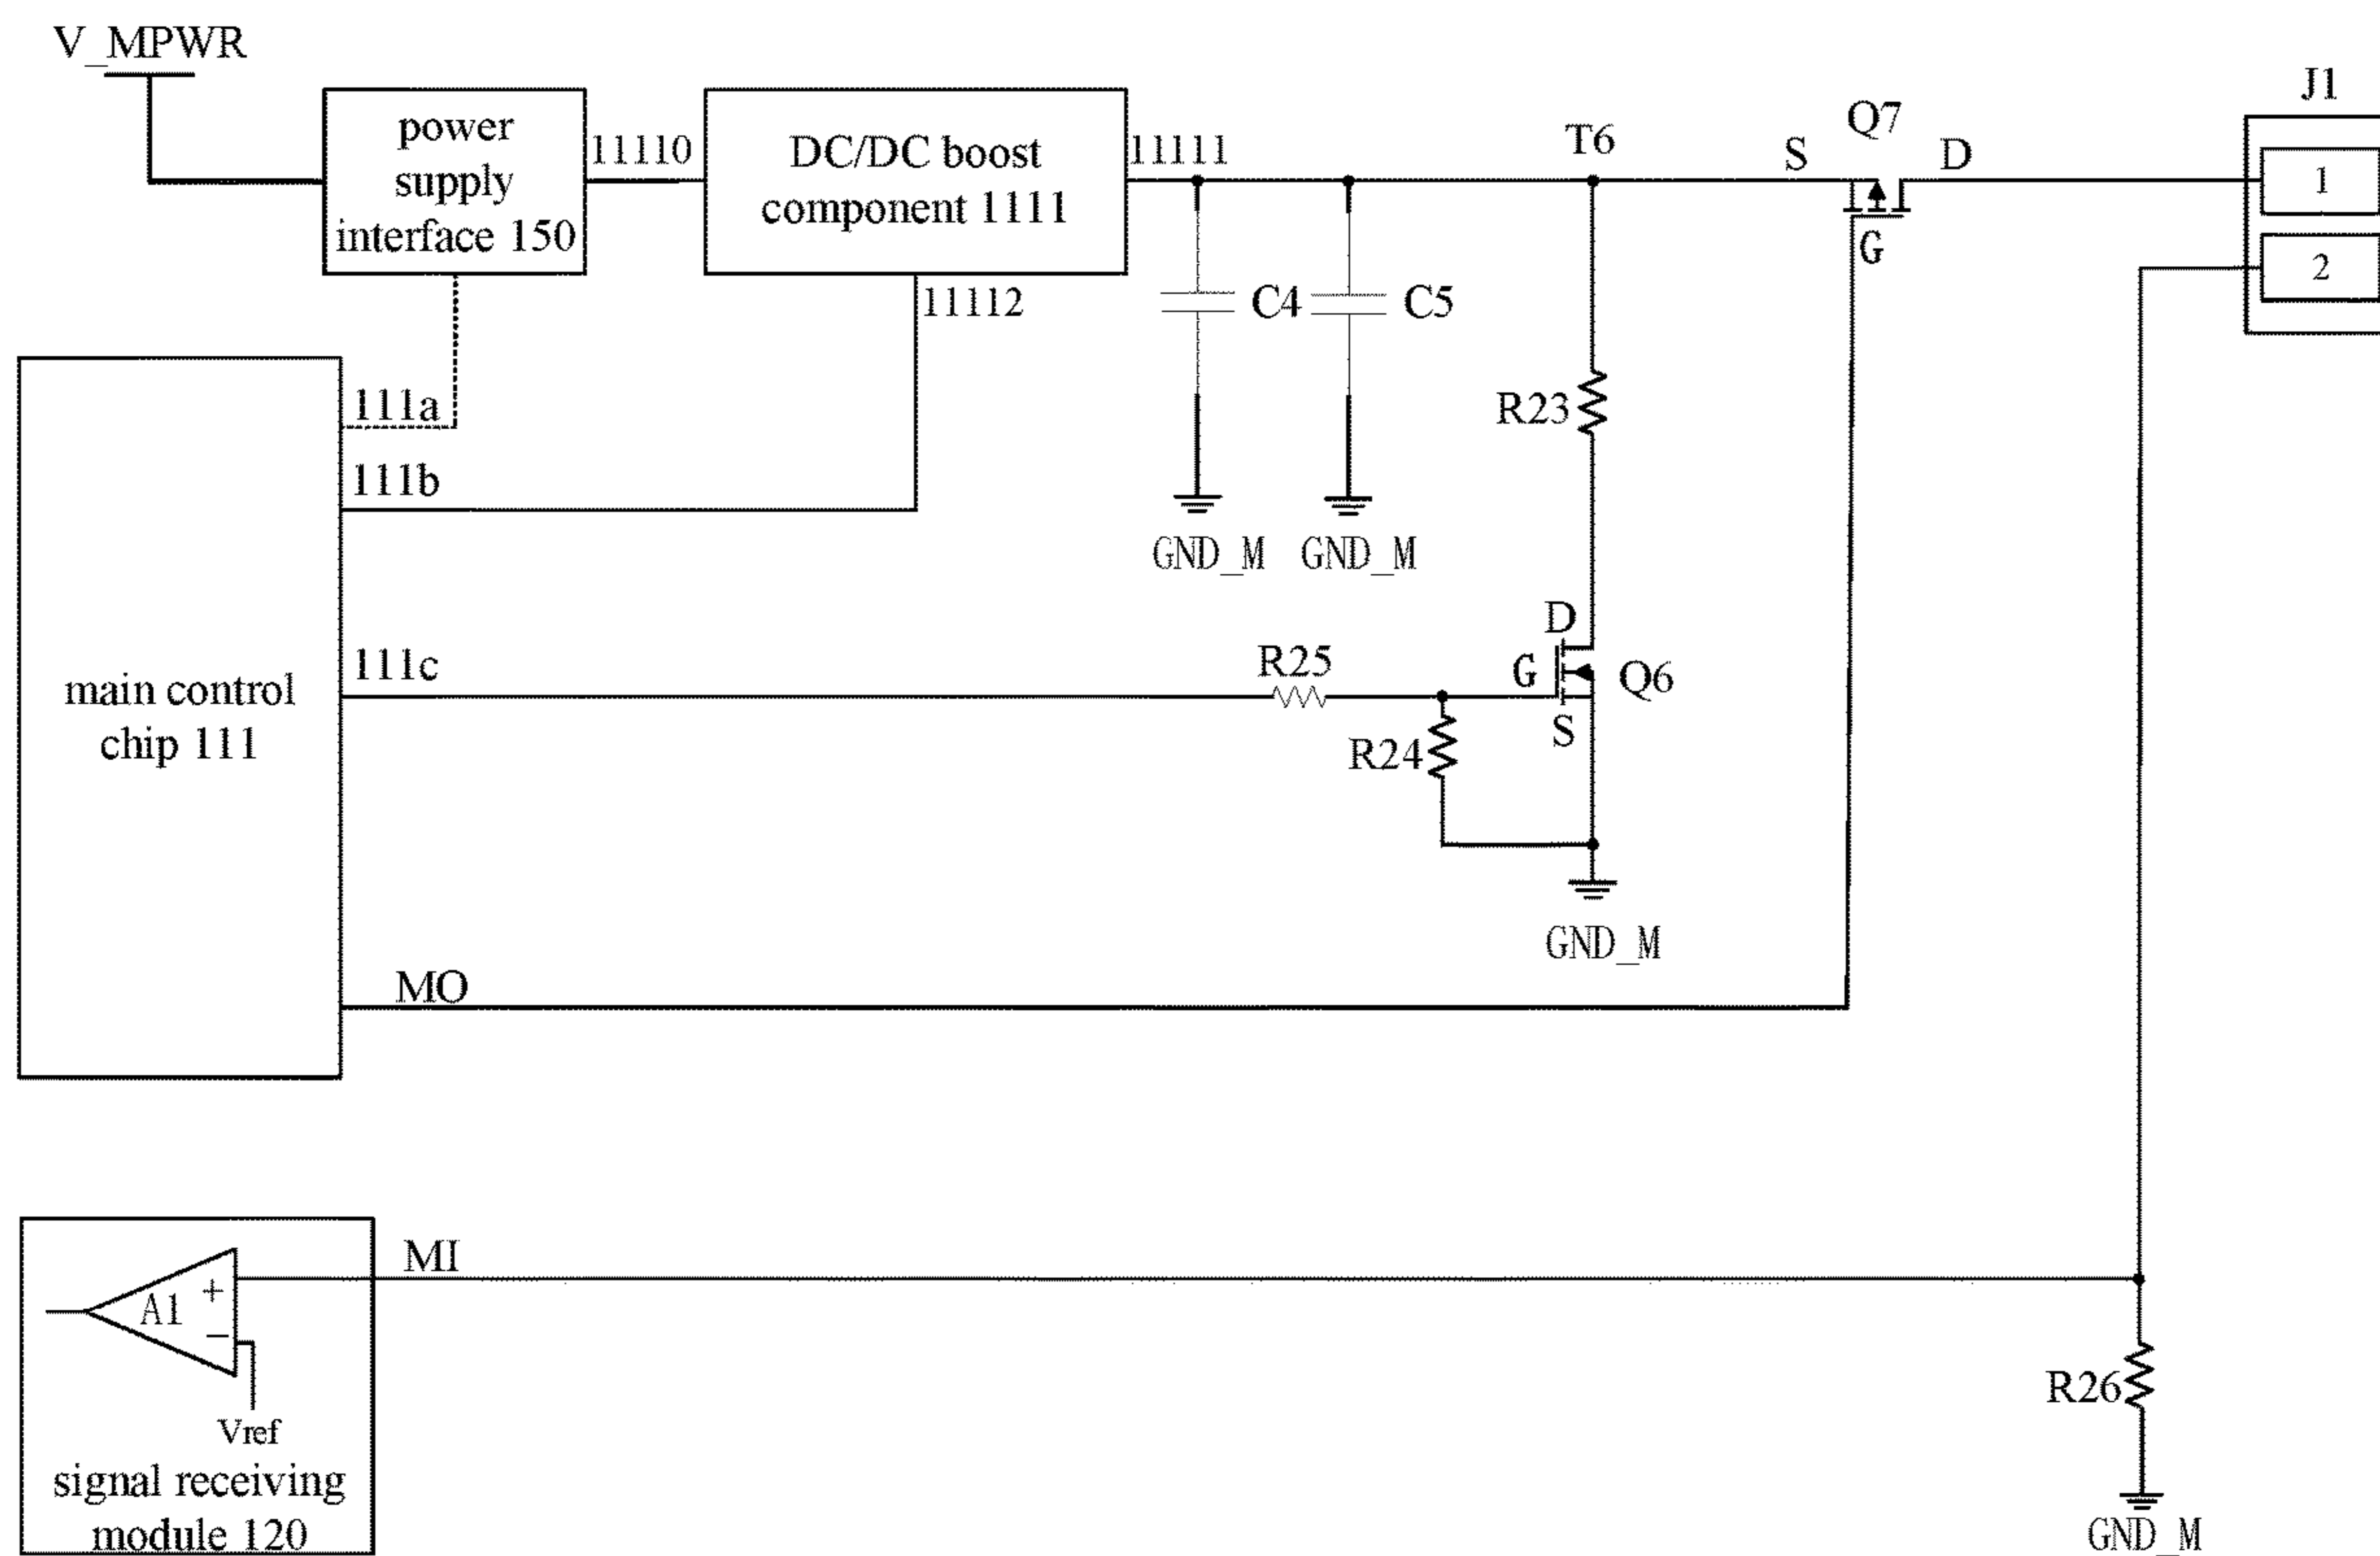 V_MPWR
power
supply
interface 150
11110
DC/DC boost
component 1111
11111
11112
T6
S
Q7
D
G
J1
1
2
C4
C5
GND_M
GND_M
R23
111a
111b
111c
main control
chip 111
R25
R24
D
G
Q6
S
GND_M
MO
MI
A1
+
−
Vref
signal receiving
module 120
R26
GND_M